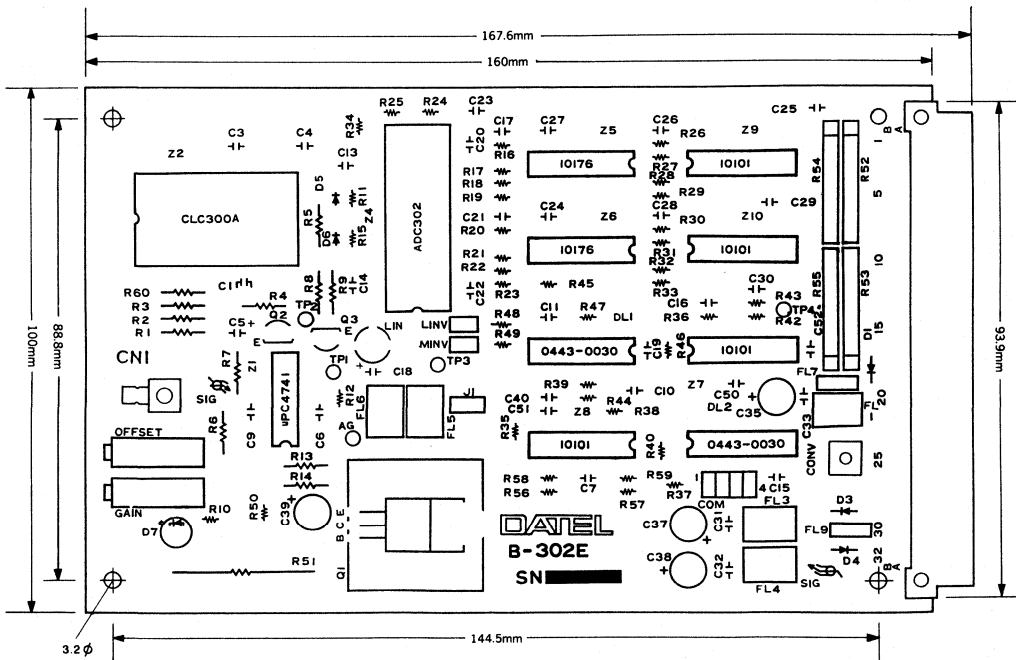 167.6mm
160mm
100mm
88.8mm
93.9mm
144.5mm
3.2ϕ
R25 R24 C23
C25
B A
C3 C4 R34
C17 C27 Z5 C26 R26 Z9
1
C20
Z2
C13
R16
10176
R27
10101
R54
R52
R17
R28
D5
R18
R11
R19
R29
5
CLC300A
R5
Z4
ADC302
C21 C24 Z6 C28 R30 Z10
C29
D6
R15
R20
10176
R31
10101
R21
R32
10
R22
R8
R9
C14
C22
R23
R45
R33
C30
R55
R53
R60
C11
R4
R3
TP2
Q2
R2
R1
C5
+
E
Q3
E
LIN
LINV
R48
C11 R47 DL1
C16
R36
R43
TP4
R42
C52
15
MINV
R49
D1
CN1
R7
Z1
TP1
+
C18
TP3
0443-0030
C19
R46
10101
FL7
SIG
uPC4741
R12
FL6
J1
R39
C40
R44
C10
Z7
C50
DL2
C35
+
20
R6
C9
C6
AG
FL5
C51
Z8
R38
C33
R35
10101
R40
0443-0030
CONV
25
OFFSET
R13
R14
R58
R56
C7
R59
R57
R37
1
4
COM
C15
GAIN
R10
R50
C39
+
B C E
FL3
D3
D7
DATEL
C37
+
C31
FL9
30
B-302E
C38
+
C32
D4
32
R51
Q1
SN
FL4
SIG
B A